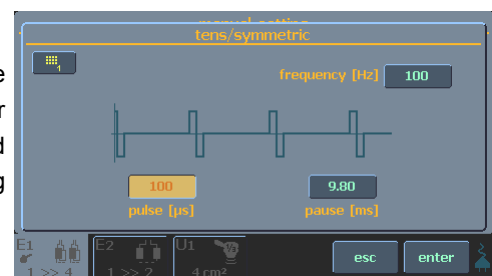 manual setting
tens/symmetric
1
frequency [Hz] 100
e
r
d
g
100
9.80
pulse [µs]
pause [ms]
E1
1 >> 4
E2
1 >> 2
U1
4 cm²
esc
enter